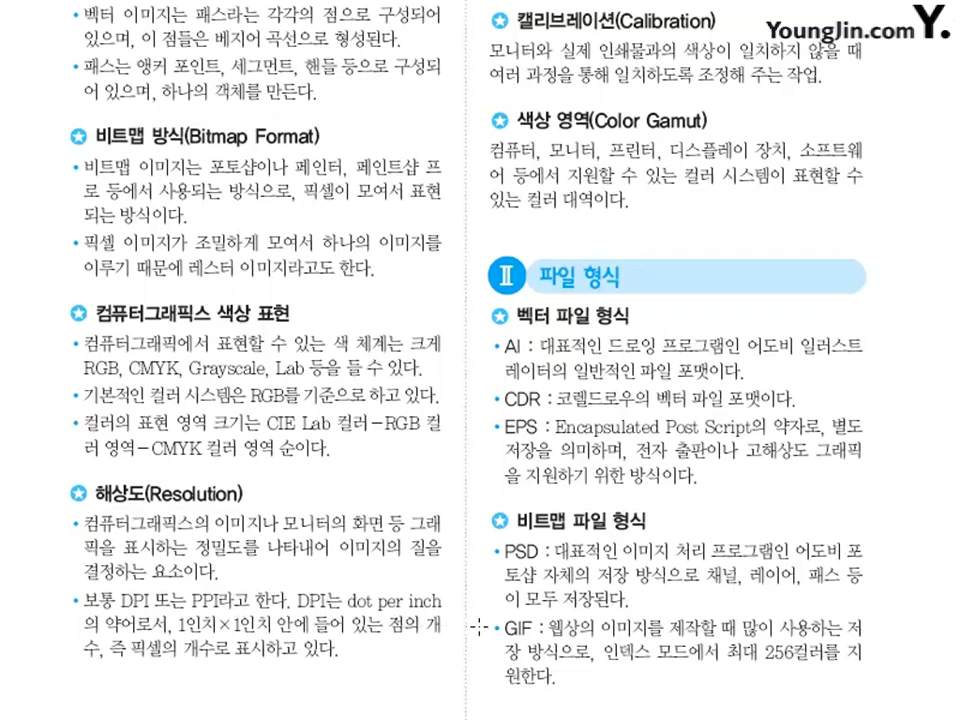 • 벡터 이미지는 패스라는 각각의 점으로 구성되어
있으며, 이 점들은 베지어 곡선으로 형성된다.
• 패스는 앵커 포인트, 세그먼트, 핸들 등으로 구성되
어 있으며, 하나의 객체를 만든다.
비트맵 방식(Bitmap Format)
• 비트맵 이미지는 포토샵이나 페인터, 페인트샵 프
로 등에서 사용되는 방식으로, 픽셀이 모여서 표현
되는 방식이다.
• 픽셀 이미지가 조밀하게 모여서 하나의 이미지를
이루기 때문에 레스터 이미지라고도 한다.
컴퓨터그래픽스 색상 표현
• 컴퓨터그래픽에서 표현할 수 있는 색 체계는 크게
RGB, CMYK, Grayscale, Lab 등을 들 수 있다.
• 기본적인 컬러 시스템은 RGB를 기준으로 하고 있다.
• 컬러의 표현 영역 크기는 CIE Lab 컬러-RGB 컬
러 영역-CMYK 컬러 영역 순이다.
해상도(Resolution)
• 컴퓨터그래픽스의 이미지나 모니터의 화면 등 그래
픽을 표시하는 정밀도를 나타내어 이미지의 질을
결정하는 요소이다.
• 보통 DPI 또는 PPI라고 한다. DPI는 dot per inch
의 약어로서, 1인치×1인치 안에 들어 있는 점의 개
수, 즉 픽셀의 개수로 표시하고 있다.
YoungJin.com Y.
캘리브레이션(Calibration)
모니터와 실제 인쇄물과의 색상이 일치하지 않을 때
여러 과정을 통해 일치하도록 조정해 주는 작업.
색상 영역(Color Gamut)
컴퓨터, 모니터, 프린터, 디스플레이 장치, 소프트웨
어 등에서 지원할 수 있는 컬러 시스템이 표현할 수
있는 컬러 대역이다.
Ⅱ 파일 형식
벡터 파일 형식
• AI : 대표적인 드로잉 프로그램인 어도비 일러스트
레이터의 일반적인 파일 포맷이다.
• CDR : 코렐드로우의 벡터 파일 포맷이다.
• EPS : Encapsulated Post Script의 약자로, 별도
저장을 의미하며, 전자 출판이나 고해상도 그래픽
을 지원하기 위한 방식이다.
비트맵 파일 형식
• PSD : 대표적인 이미지 처리 프로그램인 어도비 포
토샵 자체의 저장 방식으로 채널, 레이어, 패스 등
이 모두 저장된다.
• GIF : 웹상의 이미지를 제작할 때 많이 사용하는 저
장 방식으로, 인덱스 모드에서 최대 256컬러를 지
원한다.